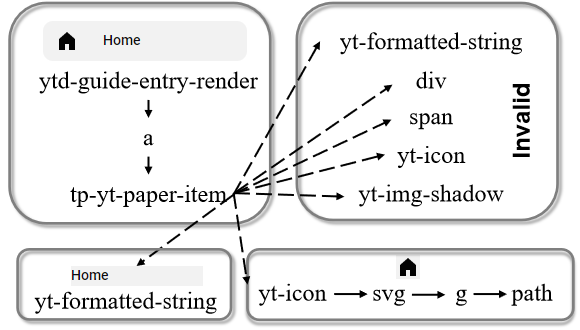 Home
ytd-guide-entry-render
a
tp-yt-paper-item
yt-formatted-string
div
span
yt-icon
yt-img-shadow
Invalid
Home
yt-formatted-string
yt-icon svg g path